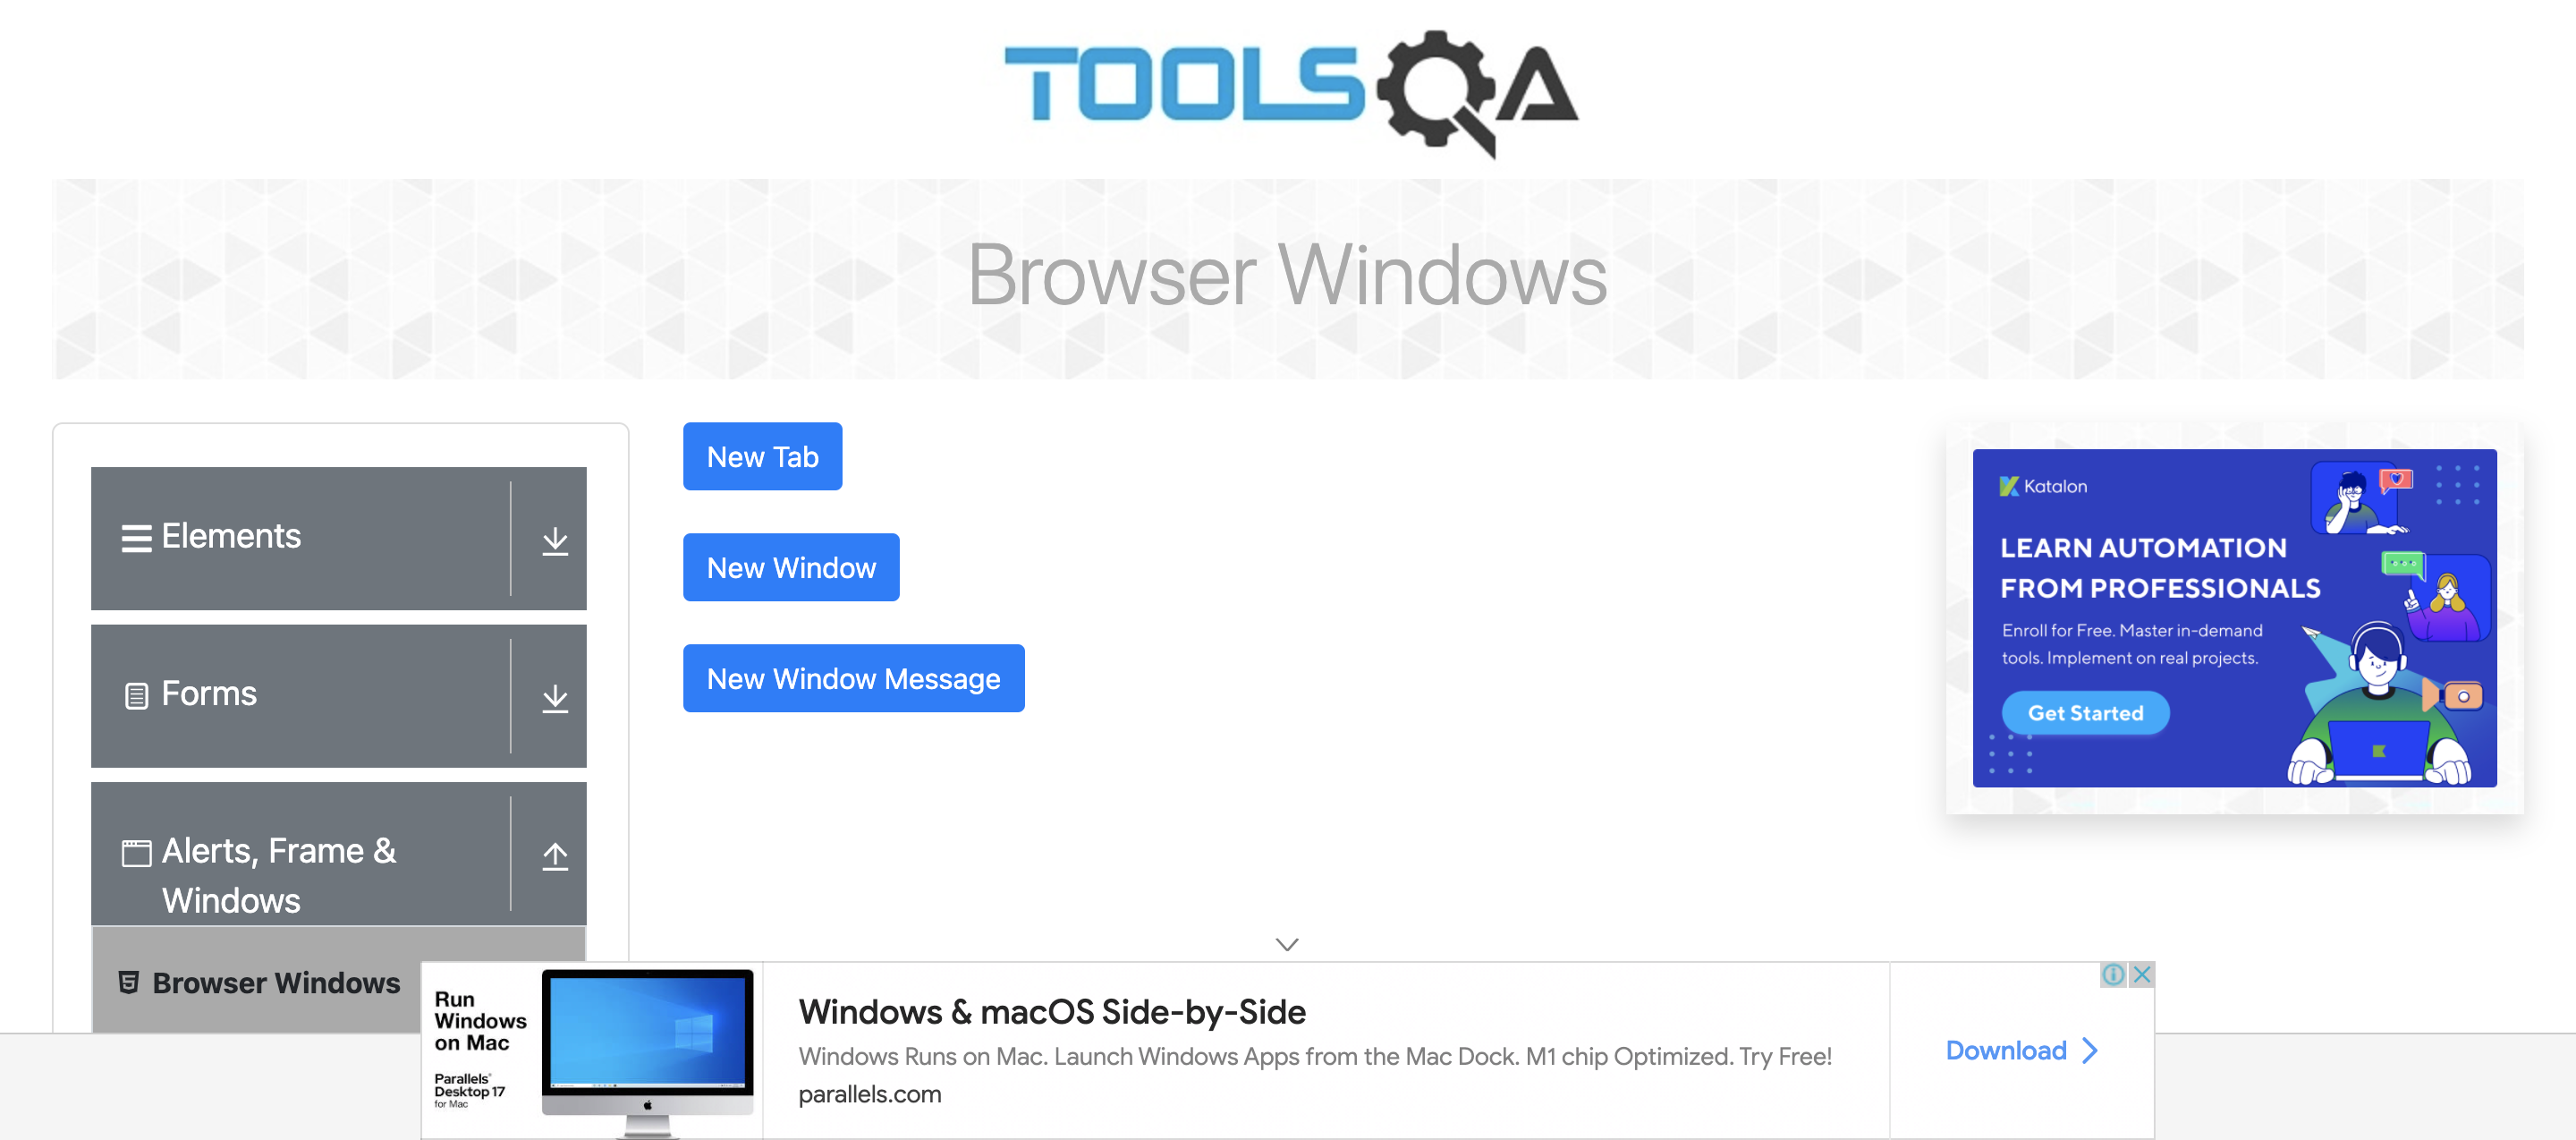 TOOLSQA
Browser Windows
Elements
Forms
Alerts, Frame &
Windows
Browser Windows
New Tab
New Window
New Window Message
Katalon
LEARN AUTOMATION
FROM PROFESSIONALS
Enroll for Free. Master in-demand
tools. Implement on real projects.
Get Started
Run
Windows
on Mac
Parallels®
Desktop 17
for Mac
Windows & macOS Side-by-Side
Windows Runs on Mac. Launch Windows Apps from the Mac Dock. M1 chip Optimized. Try Free!
parallels.com
Download